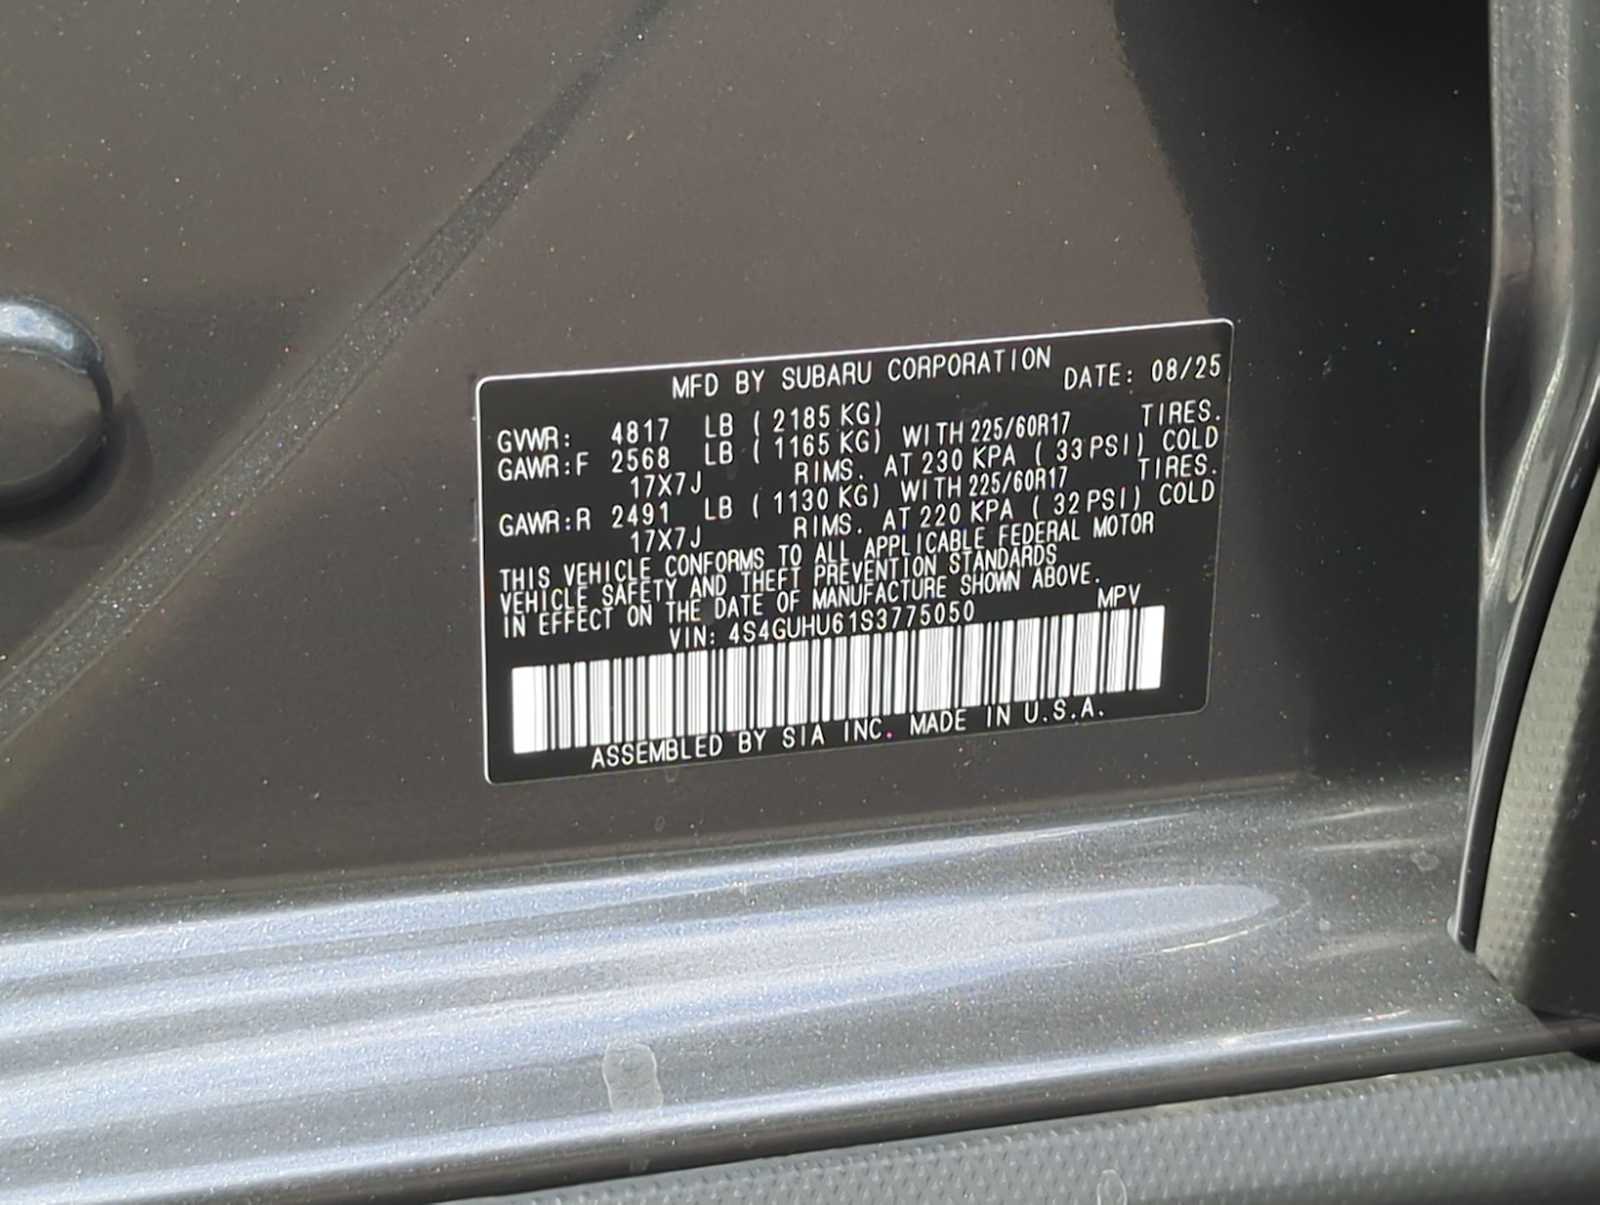 MFD BY SUBARU CORPORATION DATE: 08/25
GVWR: 4817 LB ( 2185 KG)
GAWR:F 2568 LB ( 1165 KG) WITH 225/60R17 TIRES.
17X7J RIMS. AT 230 KPA ( 33 PSI) COLD
GAWR:R 2491 LB ( 1130 KG) WITH 225/60R17 TIRES.
17X7J RIMS. AT 220 KPA ( 32 PSI) COLD
THIS VEHICLE CONFORMS TO ALL APPLICABLE FEDERAL MOTOR
VEHICLE SAFETY AND THEFT PREVENTION STANDARDS
IN EFFECT ON THE DATE OF MANUFACTURE SHOWN ABOVE.
VIN: 4S4GUHU61S3775050 MPV
ASSEMBLED BY SIA INC. MADE IN U.S.A.